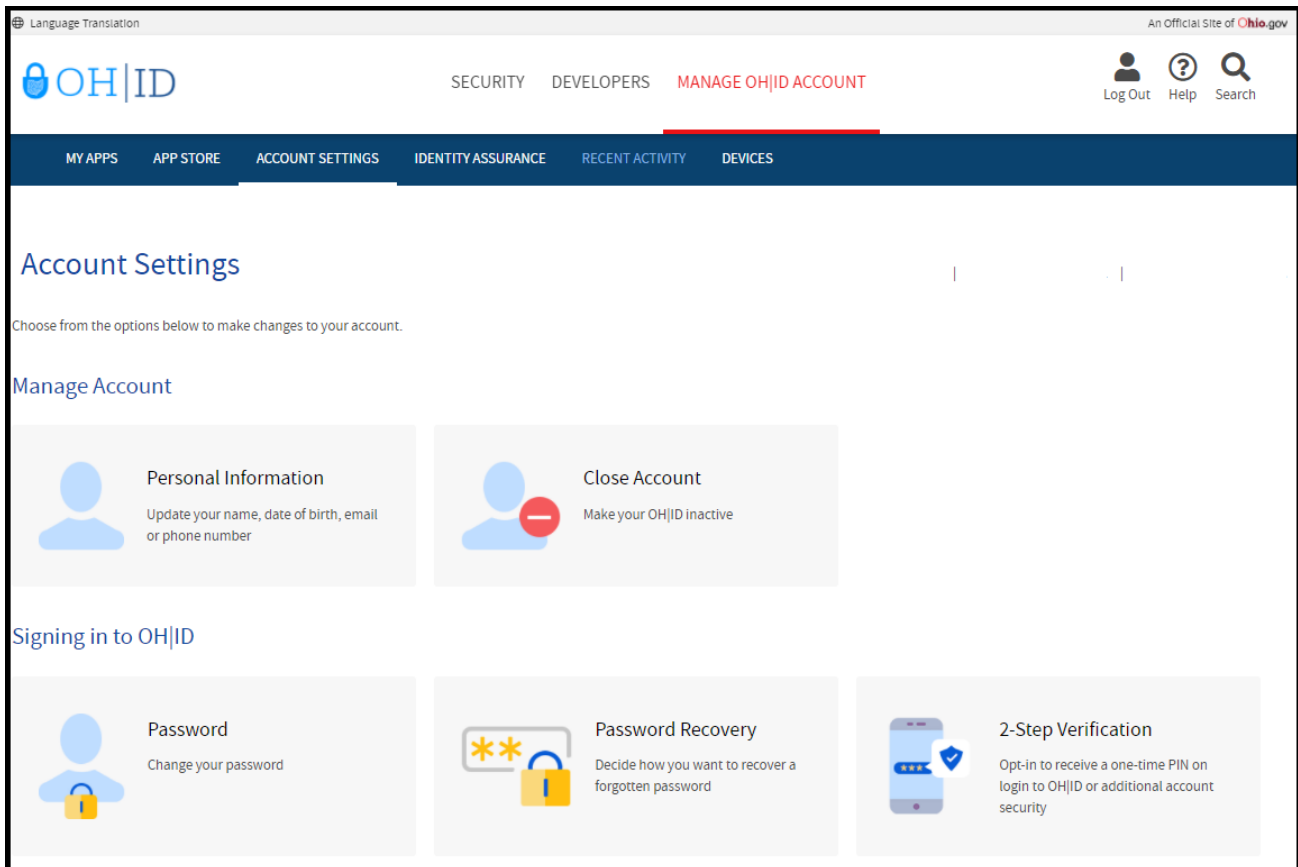 Language Translation
An Official Site of Ohio.gov
OH|ID
SECURITY DEVELOPERS MANAGE OH|ID ACCOUNT
Log Out Help Search
MY APPS APP STORE ACCOUNT SETTINGS IDENTITY ASSURANCE RECENT ACTIVITY DEVICES
Account Settings
Choose from the options below to make changes to your account.
Manage Account
Personal Information
Update your name, date of birth, email
or phone number
Close Account
Make your OH|ID inactive
Signing in to OH|ID
Password
Change your password
Password Recovery
Decide how you want to recover a
forgotten password
2-Step Verification
Opt-in to receive a one-time PIN on
login to OH|ID or additional account
security